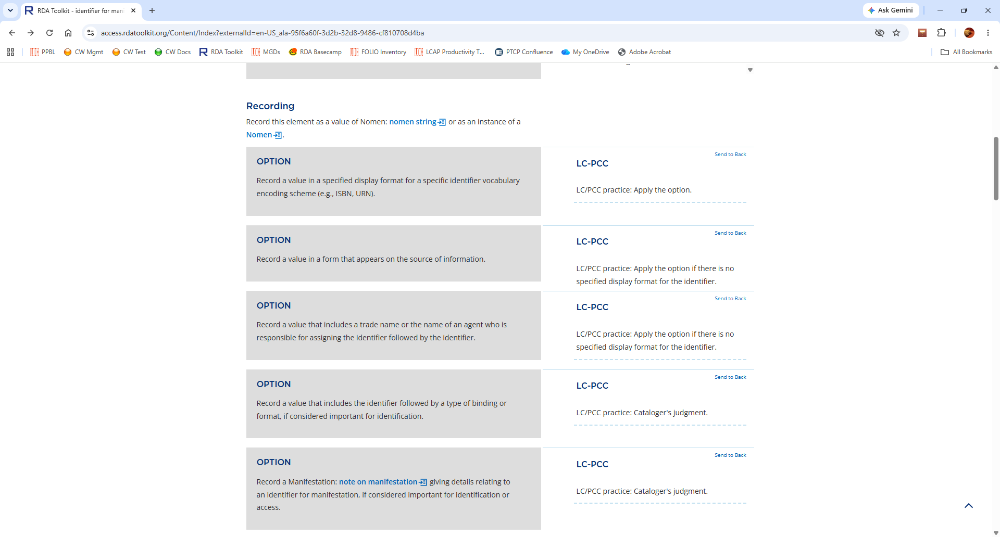 RDA Toolkit - identifier for man
Ask Gemini
access.rdatoolkit.org/Content/Index?externalId=en-US_ala-95f6a60f-3d2b-32d8-9486-cf810708d4ba
PPBL
CW Mgmt
CW Test
CW Docs
RDA Toolkit
MGDs
RDA Basecamp
FOLIO Inventory
LCAP Productivity T...
PTCP Confluence
My OneDrive
Adobe Acrobat
All Bookmarks
Recording
Record this element as a value of Nomen: nomen string or as an instance of a
Nomen.
OPTION
Record a value in a specified display format for a specific identifier vocabulary
encoding scheme (e.g., ISBN, URN).
Send to Back
LC-PCC
LC/PCC practice: Apply the option.
OPTION
Record a value in a form that appears on the source of information.
Send to Back
LC-PCC
LC/PCC practice: Apply the option if there is no
specified display format for the identifier.
OPTION
Record a value that includes a trade name or the name of an agent who is
responsible for assigning the identifier followed by the identifier.
Send to Back
LC-PCC
LC/PCC practice: Apply the option if there is no
specified display format for the identifier.
OPTION
Record a value that includes the identifier followed by a type of binding or
format, if considered important for identification.
Send to Back
LC-PCC
LC/PCC practice: Cataloger's judgment.
OPTION
Record a Manifestation: note on manifestation giving details relating to
an identifier for manifestation, if considered important for identification or
access.
Send to Back
LC-PCC
LC/PCC practice: Cataloger's judgment.